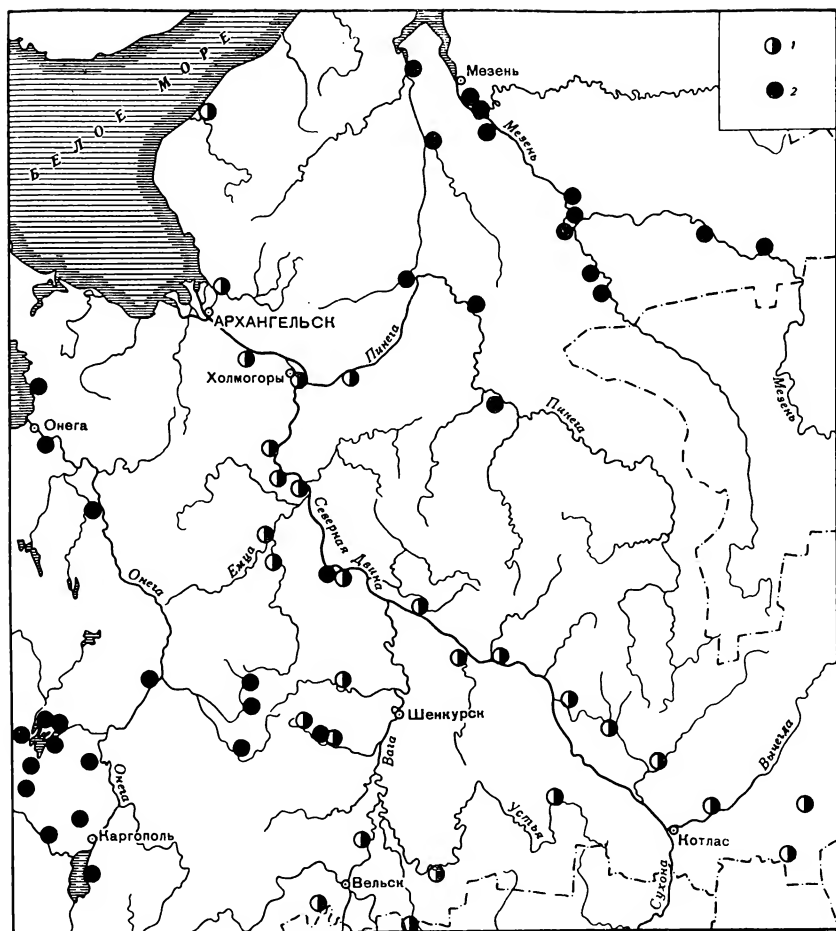 1
2
БЕЛОЕ МОРЕ
Мезень
Мезень
АРХАНГЕЛЬСК
Пинега
Холмогоры
Мезень
Онега
Пинега
Северная
Двина
Емца
Онега
Шенкурск
Вычегда
Вага
Онега
Устья
Каргополь
Котлас
Вельск
Сухона